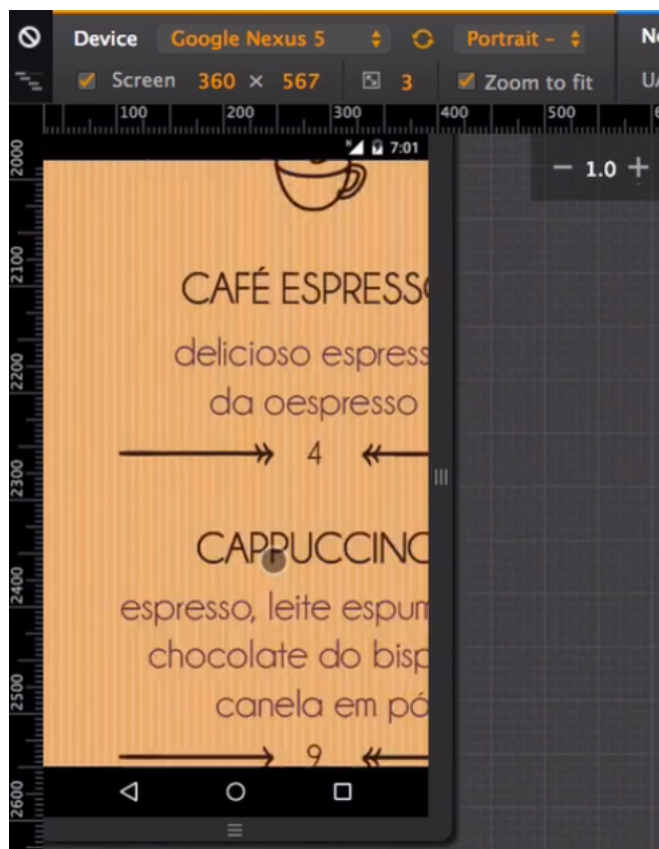 Device Google Nexus 5 Portrait –
Screen 360 × 567 3 Zoom to fit
100 200 300 400 500
7:01
1.0
2000
2100
2200
2300
2400
2500
2600
CAFÉ ESPRESS
delicioso espress
da oespresso
4
CAPPUCCINO
espresso, leite espum
chocolate do bisp
canela em pó
9